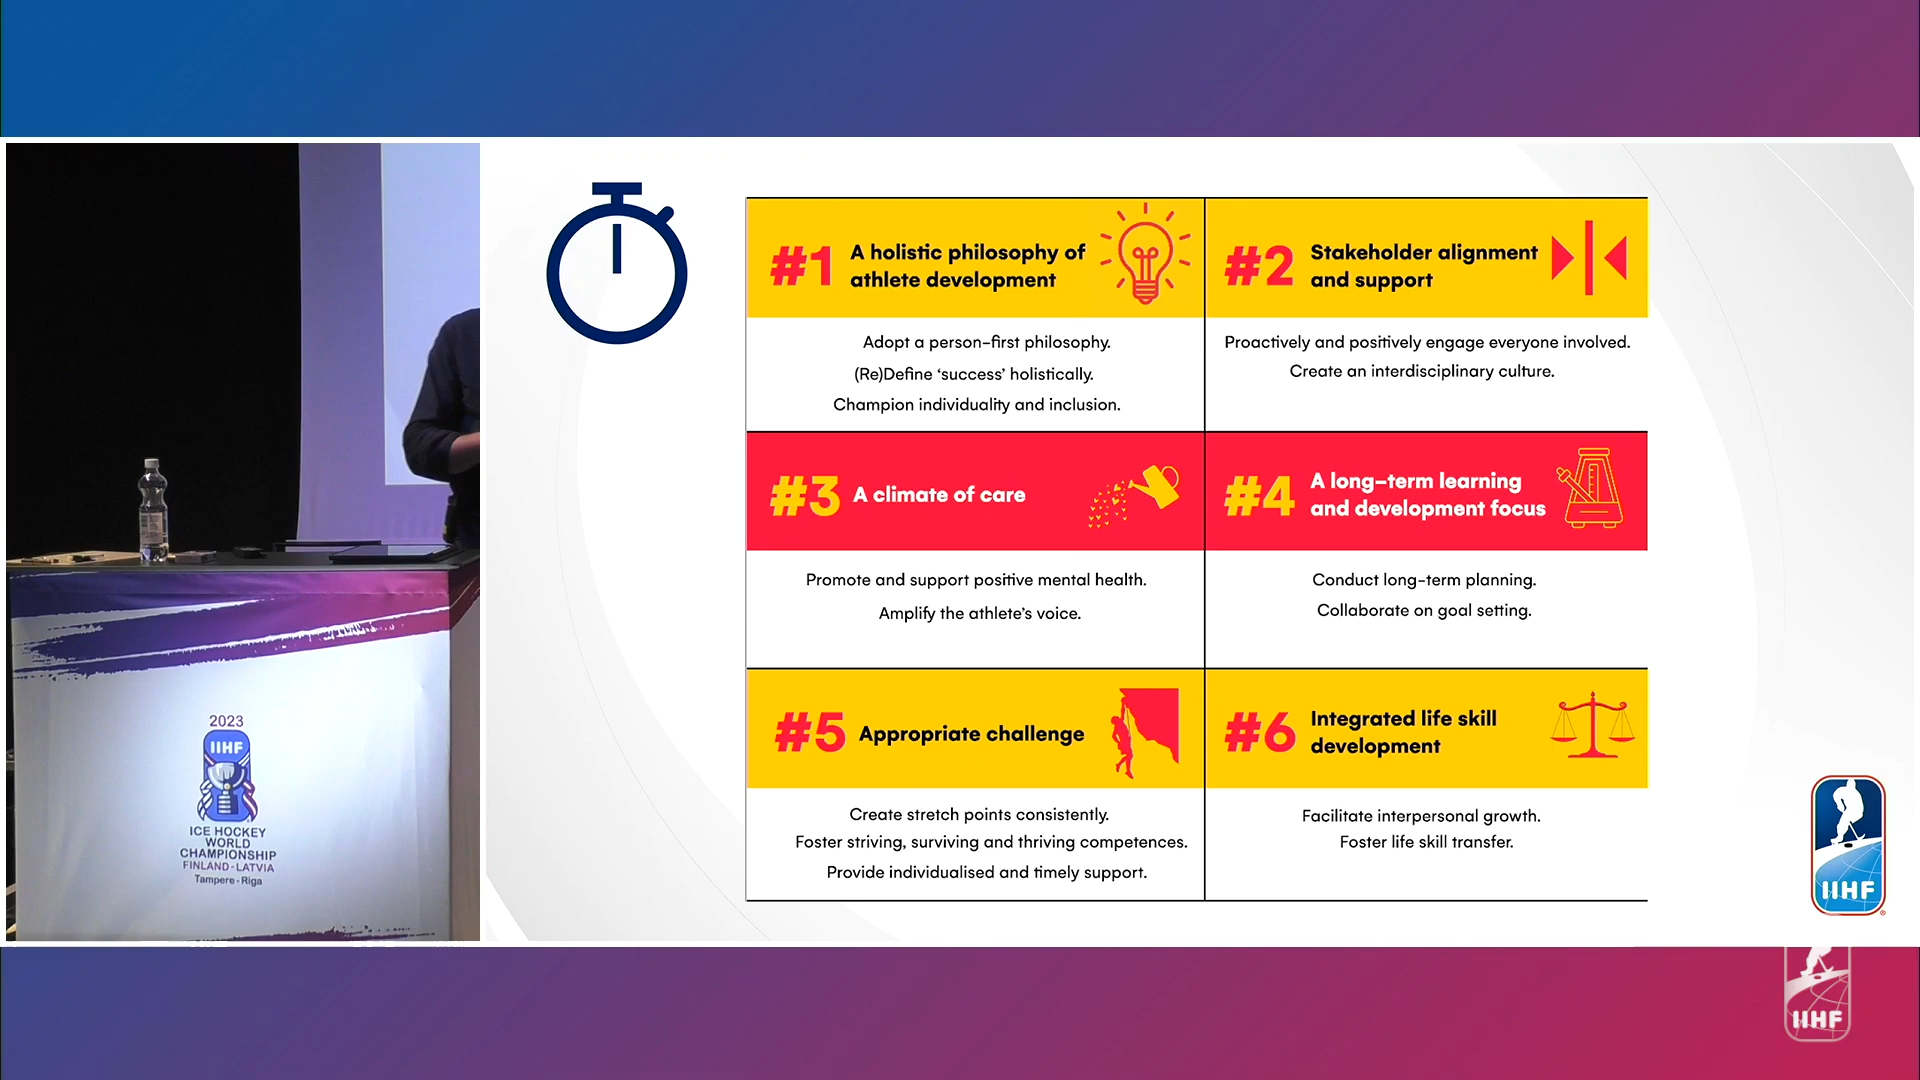 #1
A holistic philosophy of
athlete development
Adopt a person-first philosophy.
(Re)Define ‘success’ holistically.
Champion individuality and inclusion.
#2
Stakeholder alignment
and support
Proactively and positively engage everyone involved.
Create an interdisciplinary culture.
#3
A climate of care
Promote and support positive mental health.
Amplify the athlete’s voice.
#4
A long-term learning
and development focus
Conduct long-term planning.
Collaborate on goal setting.
#5
Appropriate challenge
Create stretch points consistently.
Foster striving, surviving and thriving competences.
Provide individualised and timely support.
#6
Integrated life skill
development
Facilitate interpersonal growth.
Foster life skill transfer.
2023
IIHF
ICE HOCKEY
WORLD
CHAMPIONSHIP
FINLAND-LATVIA
Tampere-Riga
IIHF
®
IIHF